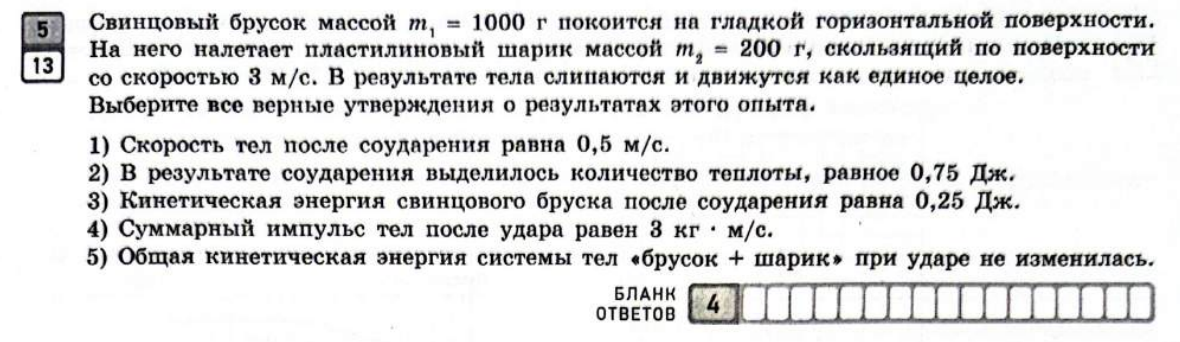 5
13
Свинцовый брусок массой m₁ = 1000 г покоится на гладкой горизонтальной поверхности.
На него налетает пластилиновый шарик массой m₂ = 200 г, скользящий по поверхности
со скоростью 3 м/с. В результате тела слипаются и движутся как единое целое.
Выберите все верные утверждения о результатах этого опыта.
1) Скорость тел после соударения равна 0,5 м/с.
2) В результате соударения выделилось количество теплоты, равное 0,75 Дж.
3) Кинетическая энергия свинцового бруска после соударения равна 0,25 Дж.
4) Суммарный импульс тел после удара равен 3 кг · м/с.
5) Общая кинетическая энергия системы тел «брусок + шарик» при ударе не изменилась.
БЛАНК
ОТВЕТОВ 4